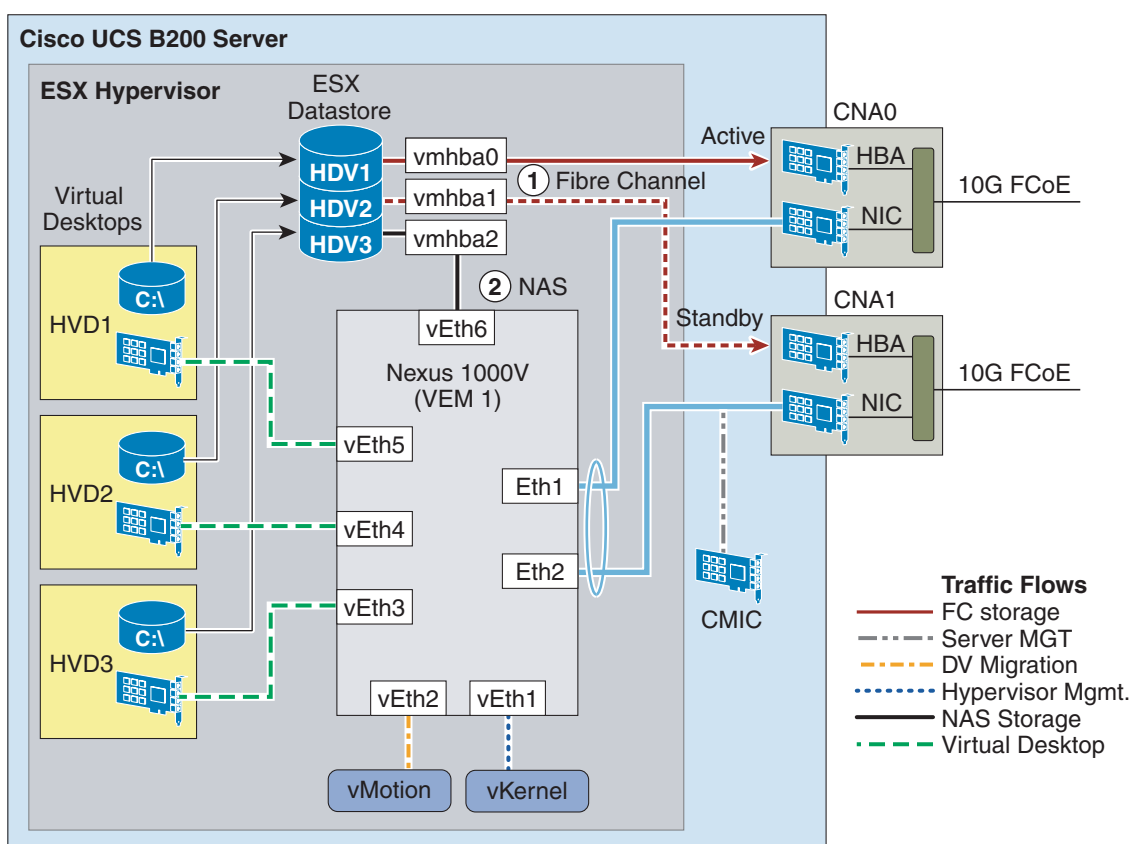 Cisco UCS B200 Server
ESX Hypervisor
ESX
Datastore
HDV1
HDV2
HDV3
vmhba0
vmhba1
vmhba2
1 Fibre Channel
2 NAS
Active
Standby
CNA0
HBA
NIC
10G FCoE
CNA1
HBA
NIC
10G FCoE
Virtual
Desktops
C:\
HVD1
C:\
HVD2
C:\
HVD3
vEth6
Nexus 1000V
(VEM 1)
vEth5
vEth4
vEth3
Eth1
Eth2
vEth2
vEth1
vMotion
vKernel
CMIC
Traffic Flows
FC storage
Server MGT
DV Migration
Hypervisor Mgmt.
NAS Storage
Virtual Desktop